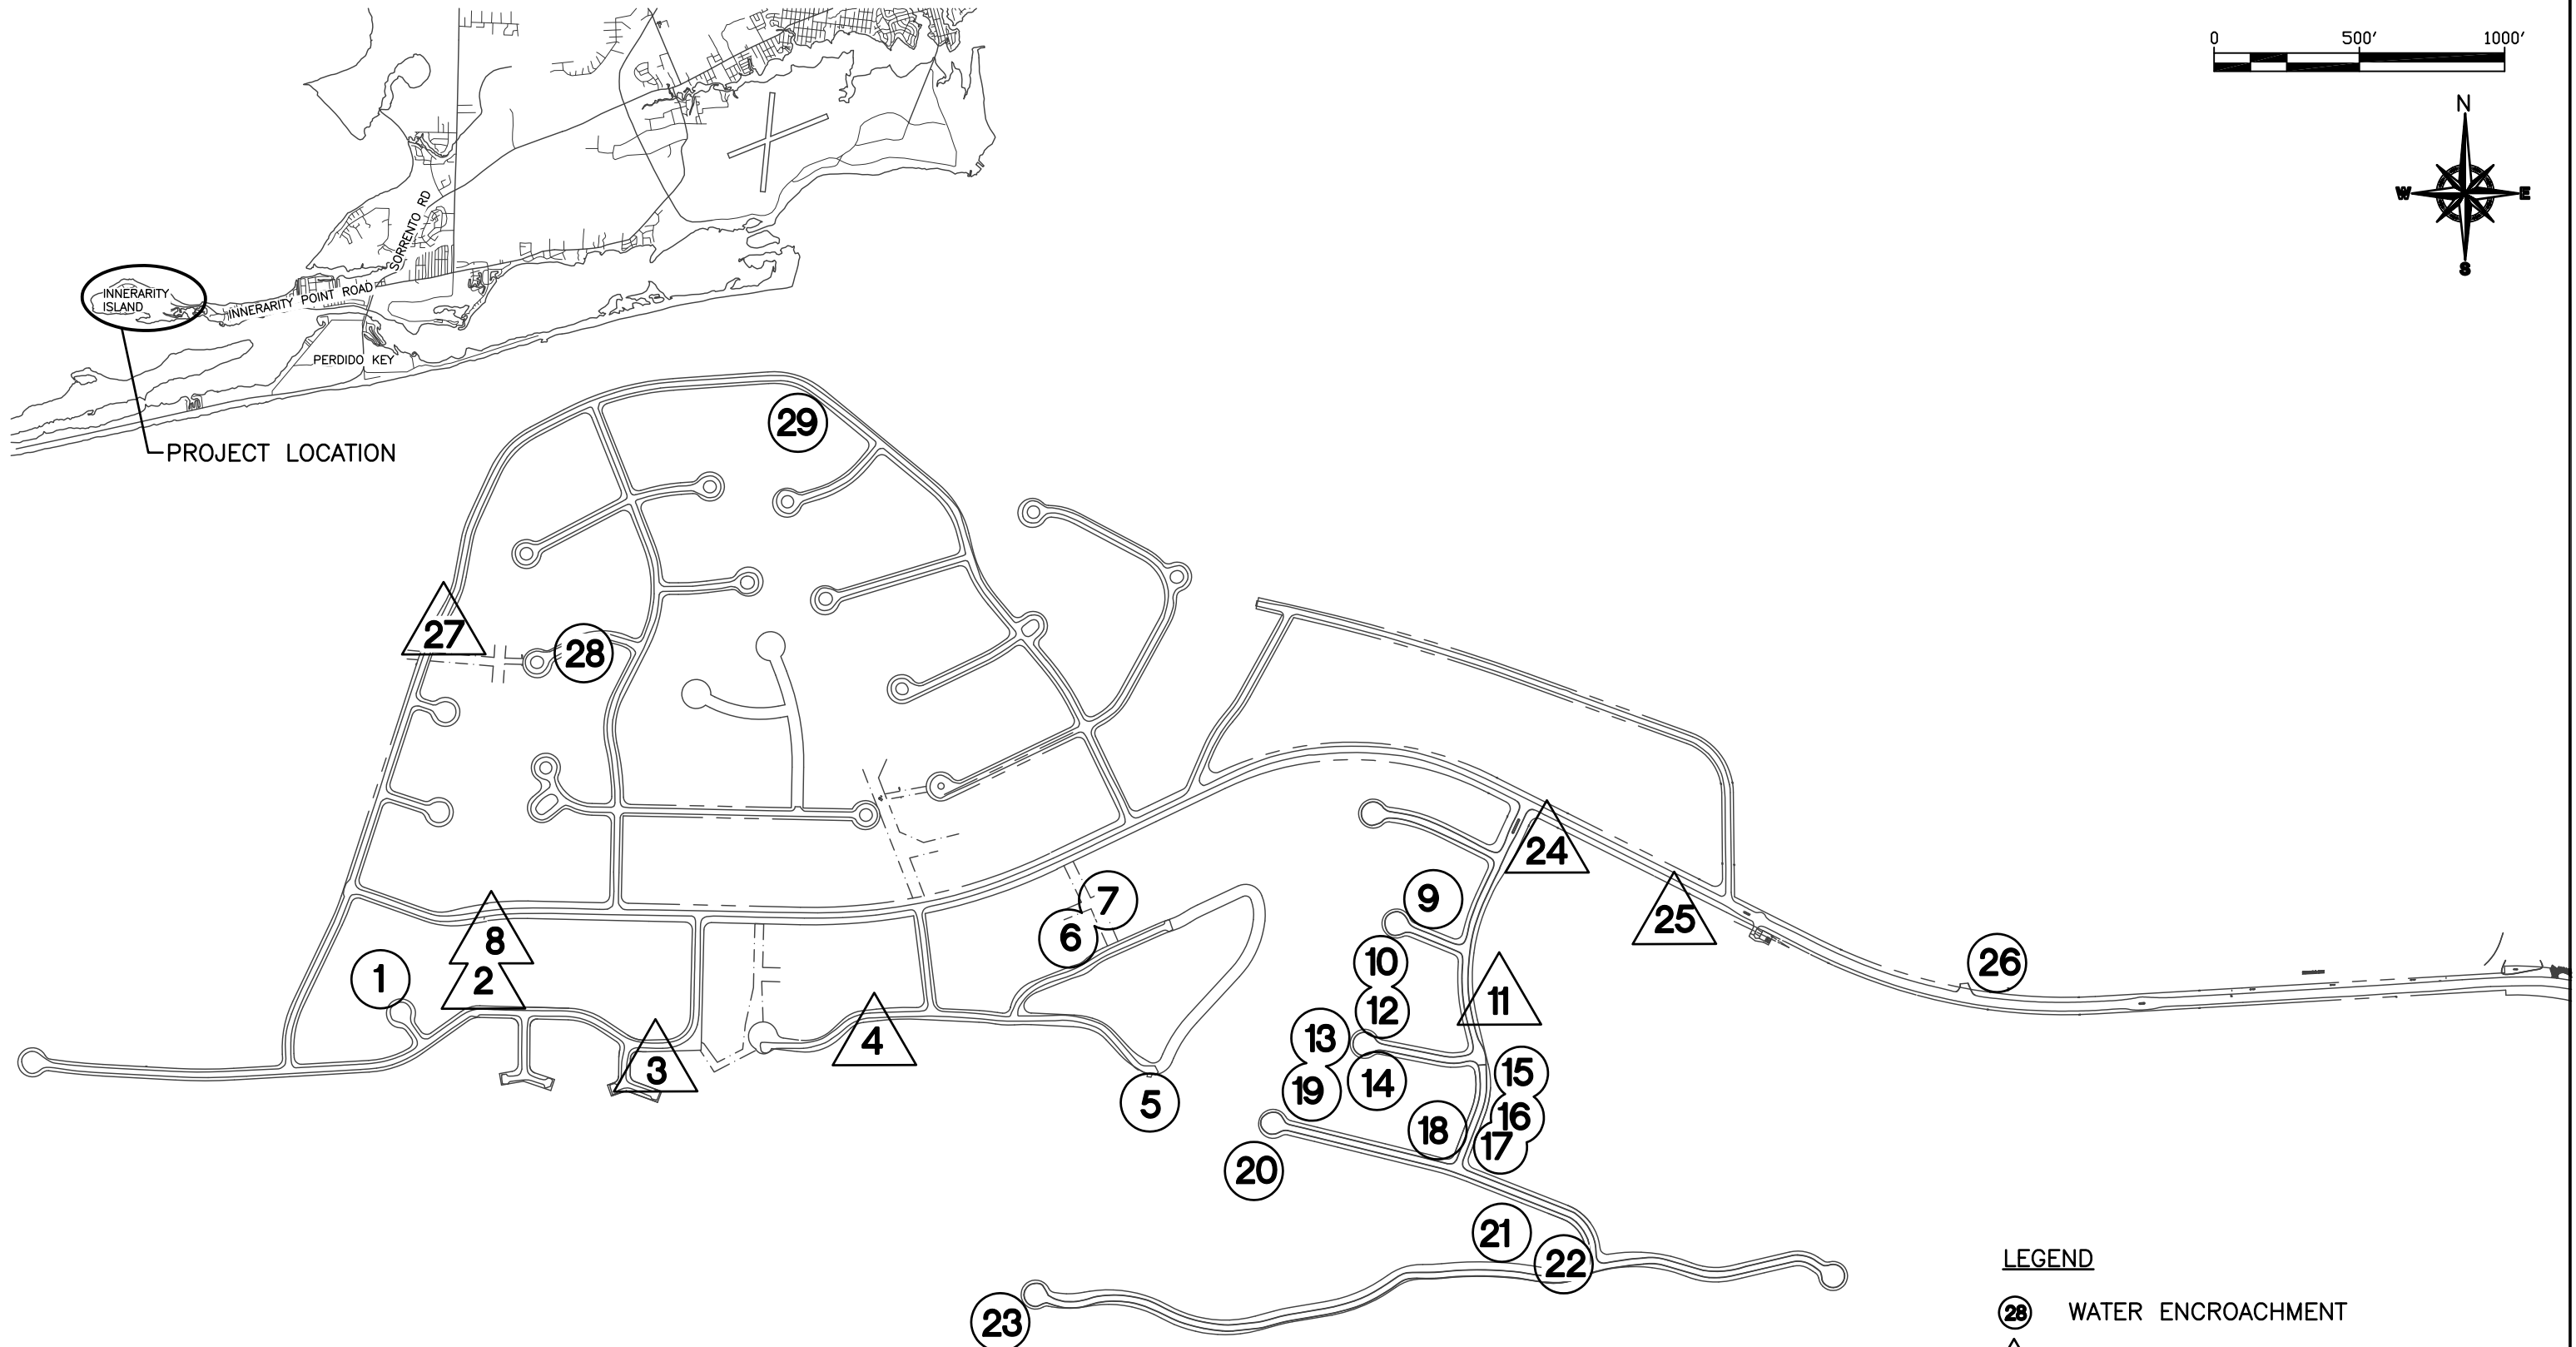 0 500' 1000'
N
W E
S
SORRENTO RD
INNERARITY
ISLAND
INNERARITY POINT ROAD
PERDIDO KEY
PROJECT LOCATION
29
27
28
24
9
7
25
8
6
10
26
1
2
11
12
13
4
3
15
14
19
5
16
18
17
20
21
22
23
LEGEND
28 WATER ENCROACHMENT